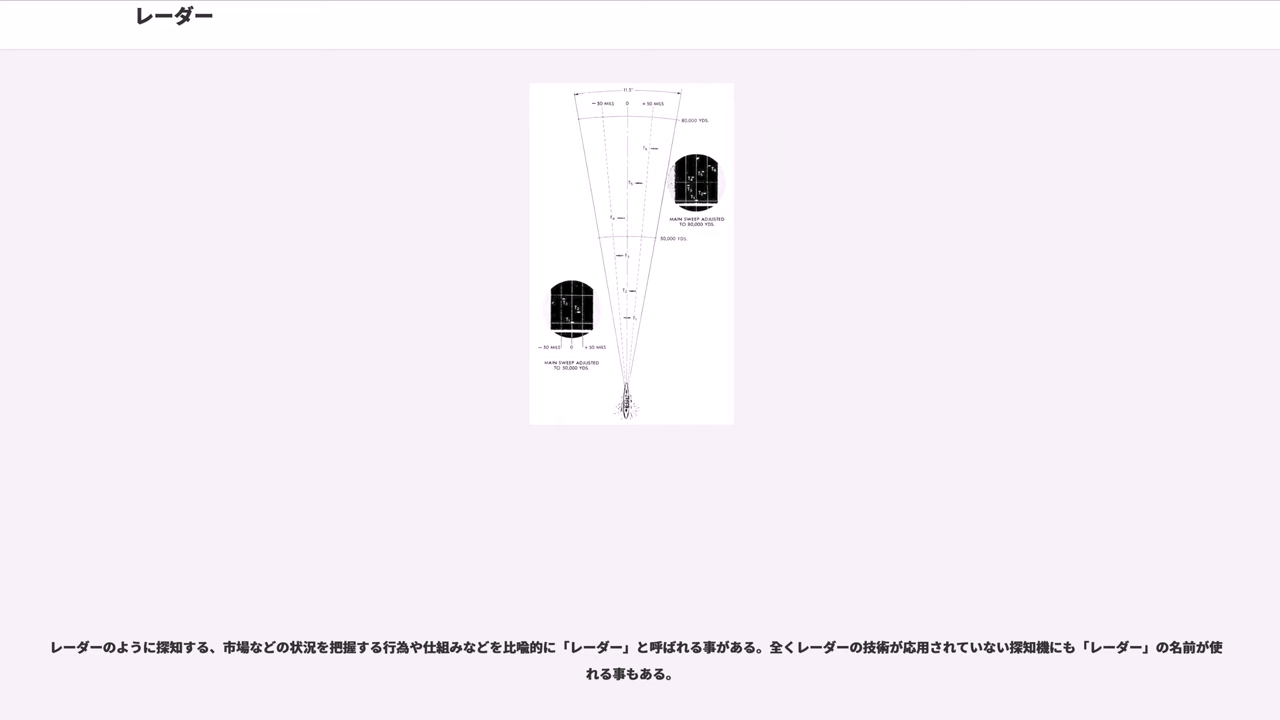 レーダー
11.5°
— 50 MILS 0 + 50 MILS
80,000 YDS.
MAIN SWEEP ADJUSTED
TO 80,000 YDS.
50,000 YDS.
— 50 MILS 0 + 50 MILS
MAIN SWEEP ADJUSTED
TO 50,000 YDS.
レーダーのように探知する、市場などの状況を把握する行為や仕組みなどを比喩的に「レーダー」と呼ばれる事がある。全くレーダーの技術が応用されていない探知機にも「レーダー」の名前が使
れる事もある。